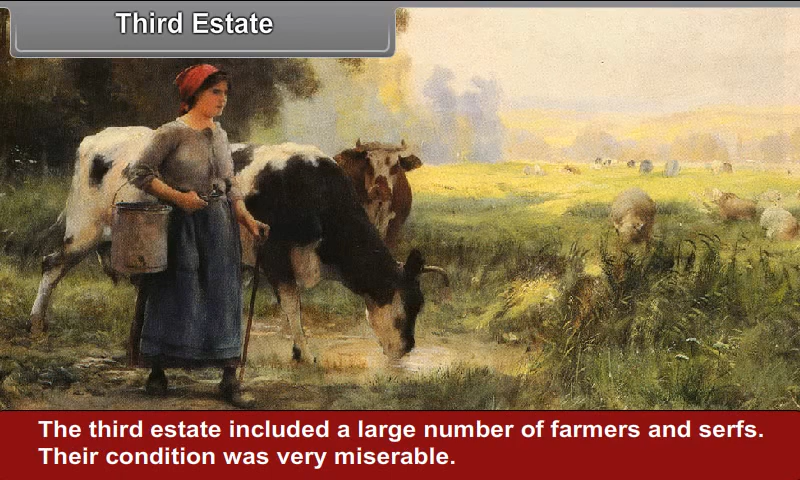 Third Estate
The third estate included a large number of farmers and serfs.
Their condition was very miserable.